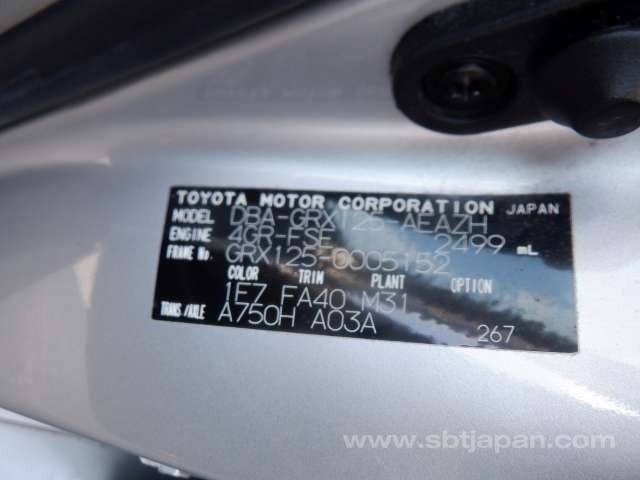 TOYOTA MOTOR CORPORATION JAPAN
MODEL DBA-GRX125-AEAZH
ENGINE 4GR-FSE 2499 mL
FRAME No. GRX125-0005152
COLOR TRIM PLANT OPTION
1E7 FA40 M31
TRANS/AXLE A750H A03A
267
www.sbtjapan.com